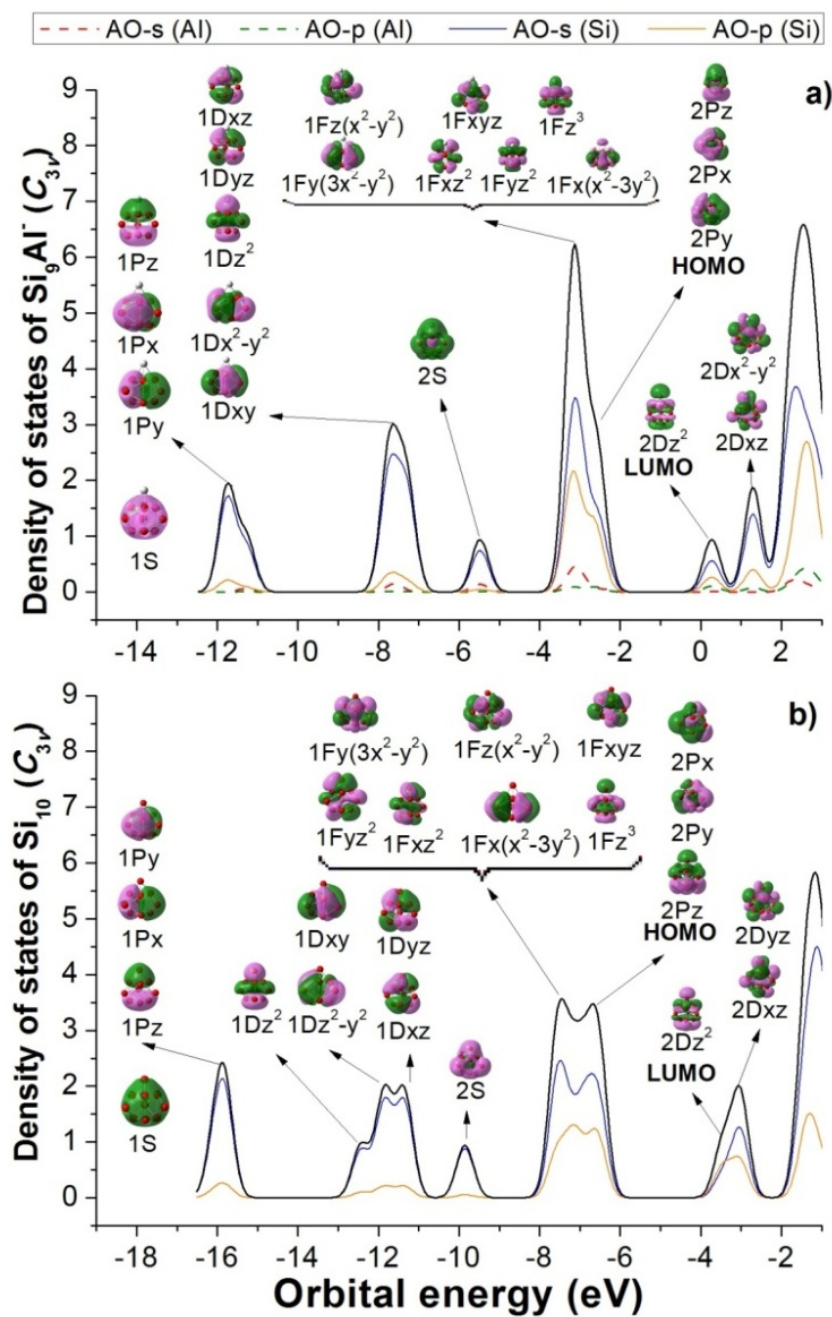 AO-s (Al) AO-p (Al) AO-s (Si) AO-p (Si)
a)
Density of states of Si₉Al⁻ (C₃ᵥ)
9
8
7
6
5
4
3
2
1
0
1Dxz
1Dyz
1Dz²
1Dx²-y²
1Dxy
1Pz
1Px
1Py
1S
1Fz(x²-y²)
1Fxyz
1Fz³
1Fy(3x²-y²)
1Fxz²
1Fyz²
1Fx(x²-3y²)
2S
2Pz
2Px
2Py
HOMO
2Dx²-y²
2Dxz
2Dz²
LUMO
-14 -12 -10 -8 -6 -4 -2 0 2
b)
Density of states of Si₁₀ (C₃ᵥ)
9
8
7
6
5
4
3
2
1
0
1Py
1Px
1Pz
1S
1Fy(3x²-y²)
1Fz(x²-y²)
1Fxyz
1Fyz²
1Fxz²
1Fx(x²-3y²)
1Fz³
1Dxy
1Dyz
1Dz²
1Dz²-y²
1Dxz
2S
2Px
2Py
2Pz
HOMO
2Dyz
2Dxz
2Dz²
LUMO
-18 -16 -14 -12 -10 -8 -6 -4 -2
Orbital energy (eV)